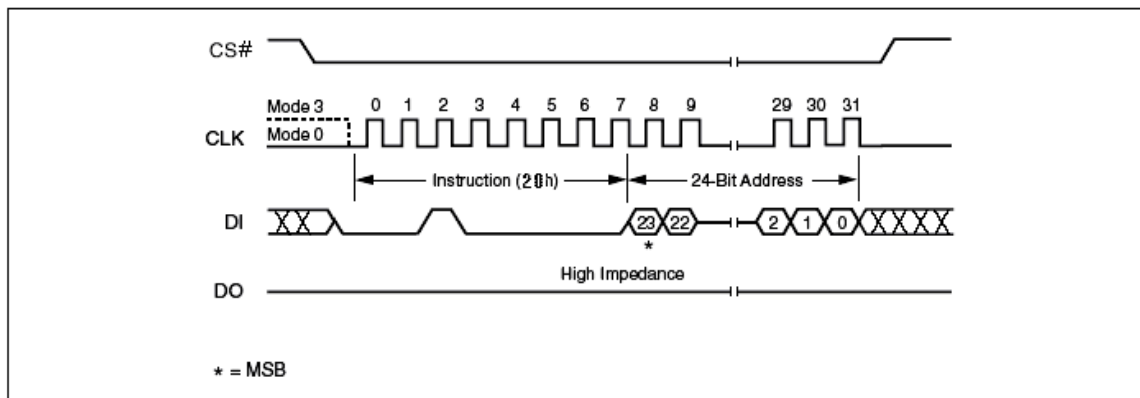 CS#
Mode 3
0 1 2 3 4 5 6 7 8 9 29 30 31
CLK
Mode 0
Instruction (20h)
24-Bit Address
DI
23 22 2 1 0
*
High Impedance
DO
* = MSB